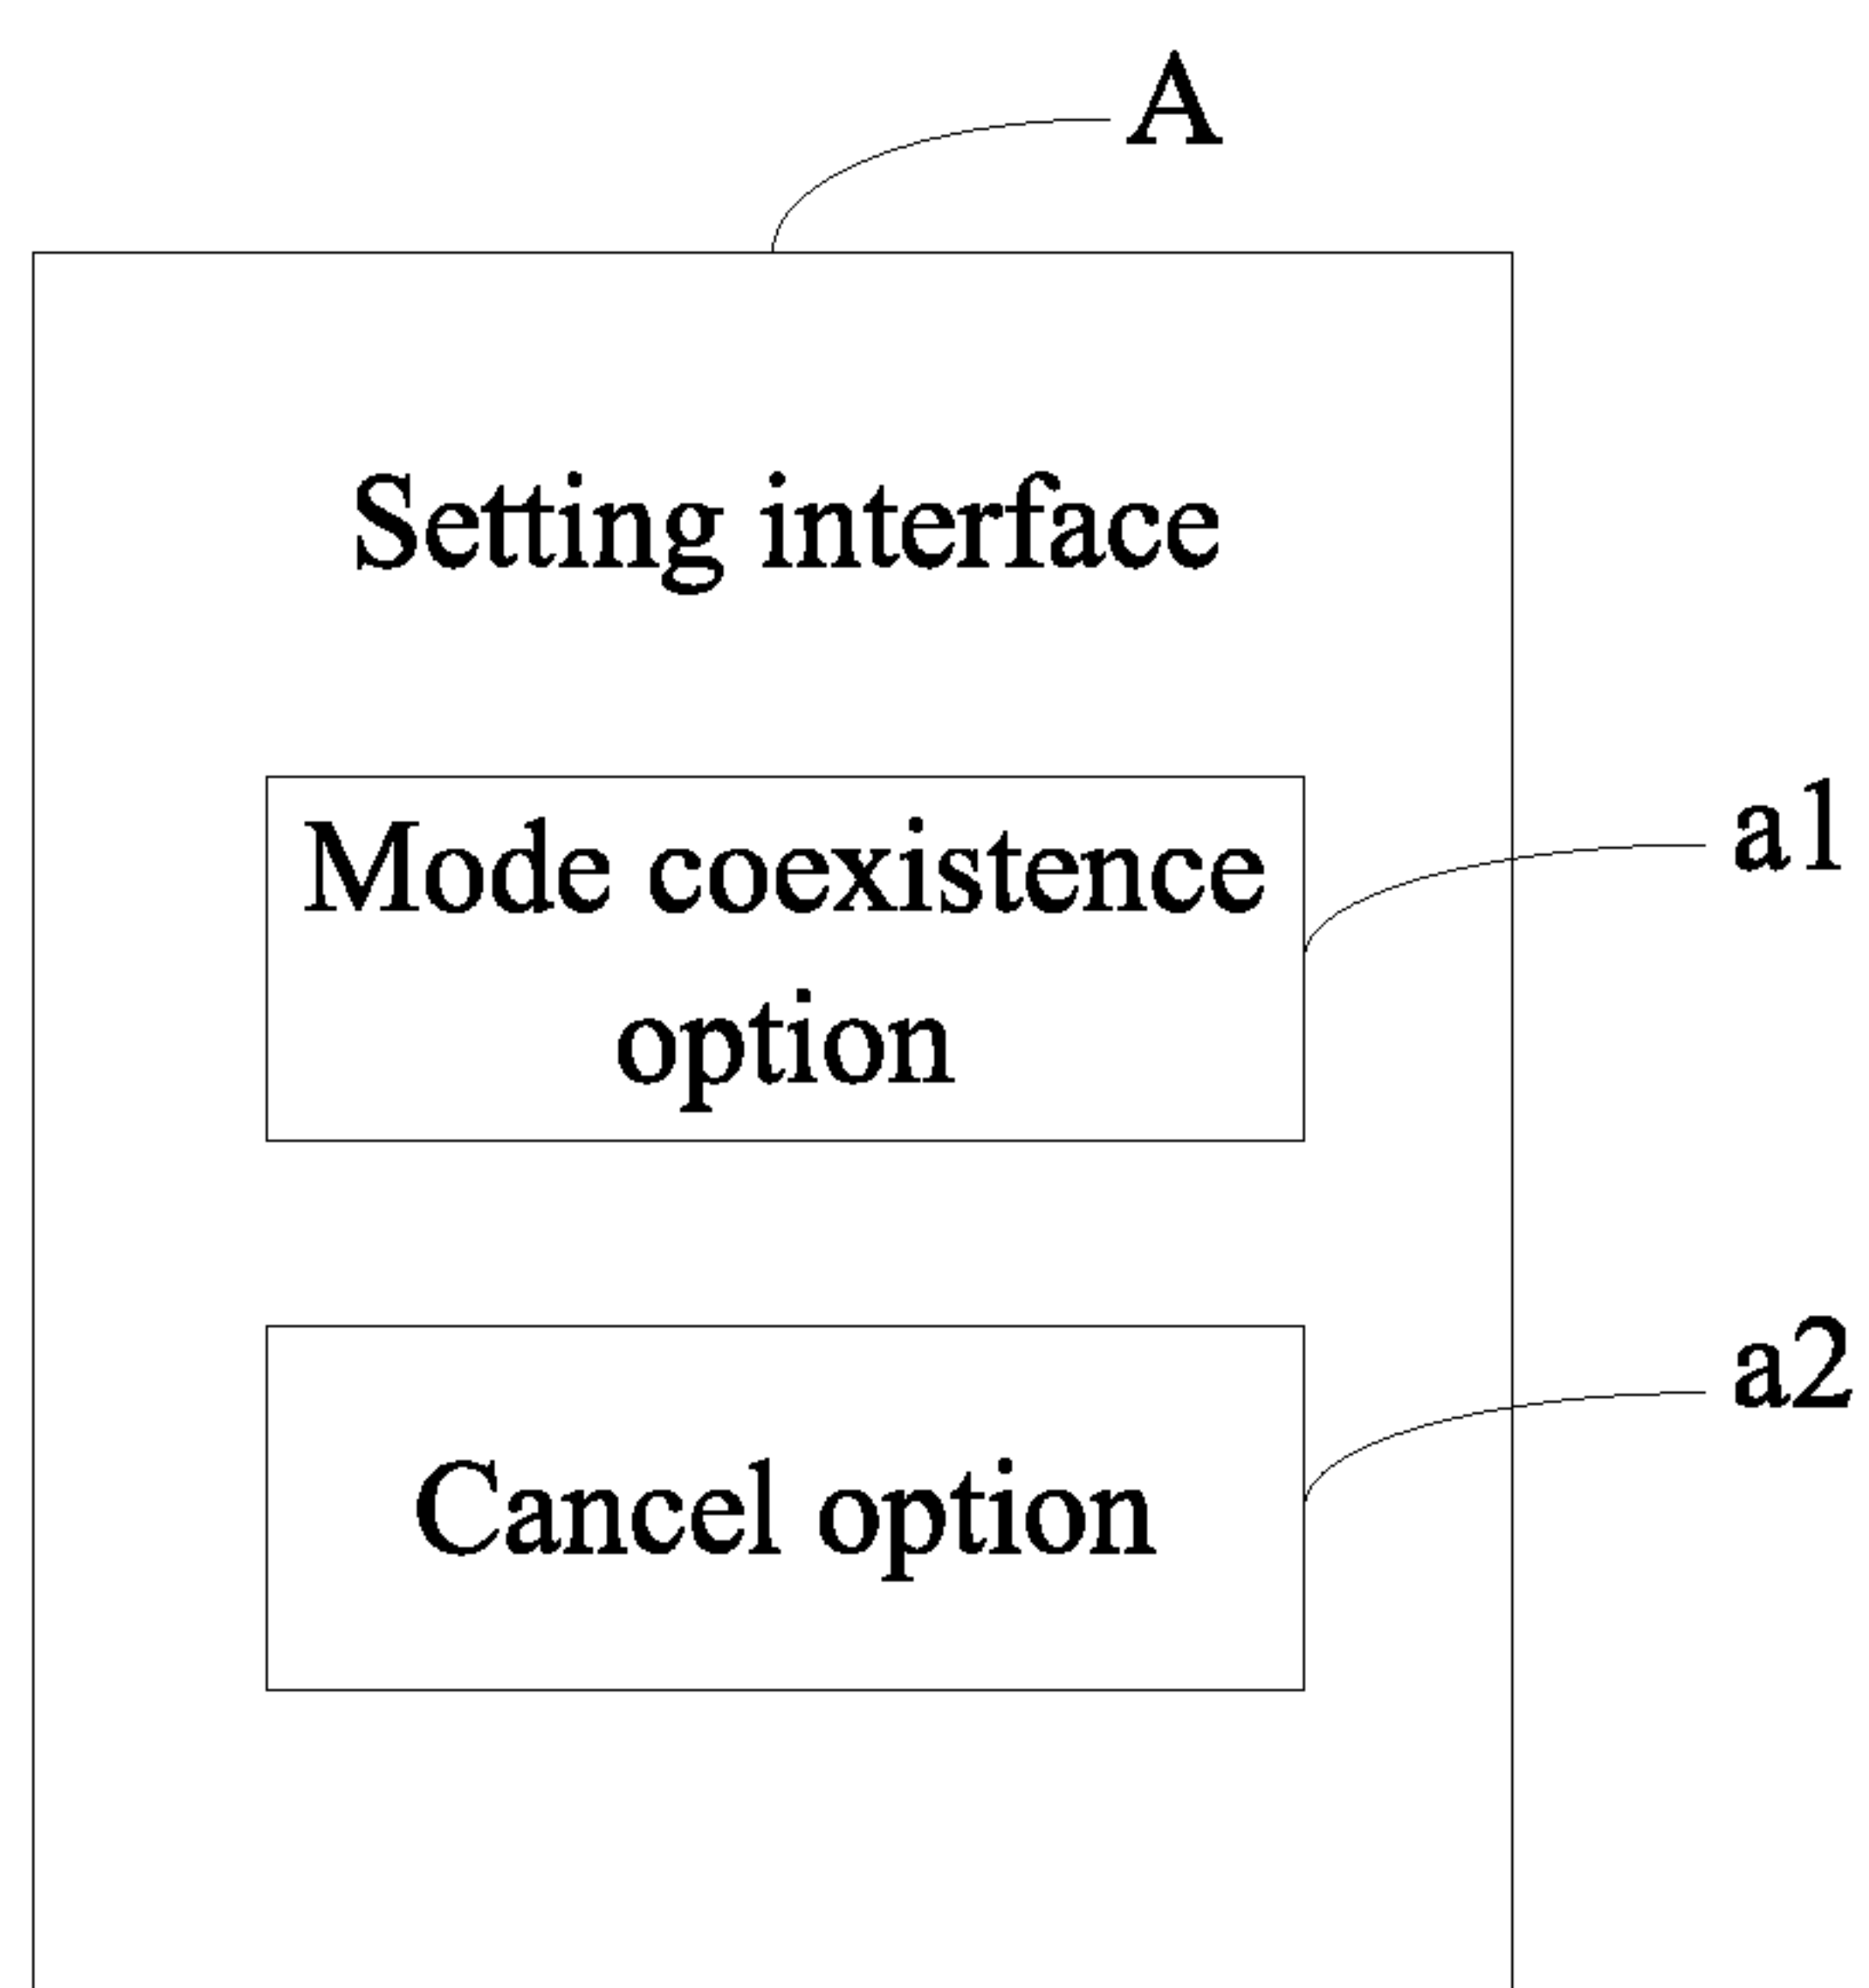 A
Setting interface
Mode coexistence
option
a1
Cancel option
a2